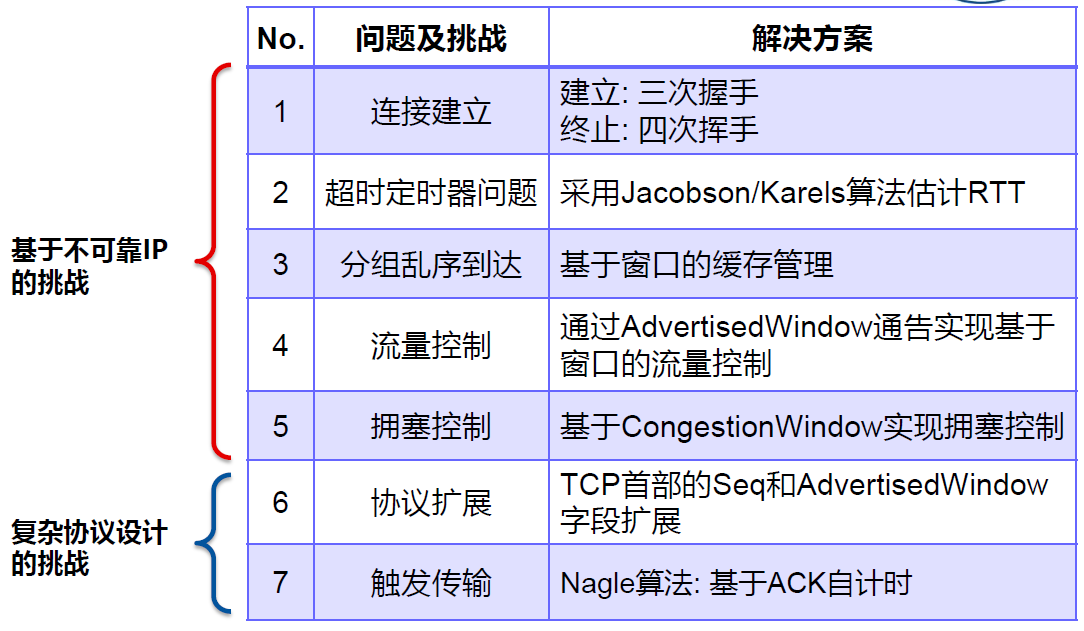 No. 问题及挑战 解决方案
1 连接建立 建立: 三次握手
终止: 四次挥手
2 超时定时器问题 采用Jacobson/Karels算法估计RTT
3 分组乱序到达 基于窗口的缓存管理
4 流量控制 通过AdvertisedWindow通告实现基于
窗口的流量控制
5 拥塞控制 基于CongestionWindow实现拥塞控制
基于不可靠IP
的挑战
6 协议扩展 TCP首部的Seq和AdvertisedWindow
字段扩展
7 触发传输 Nagle算法: 基于ACK自计时
复杂协议设计
的挑战